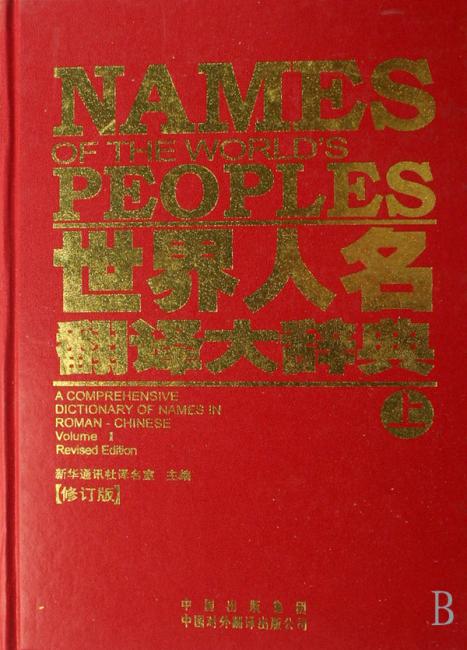 NAMES
OF THE WORLD'S
PEOPLES
世界人名
翻译大辞典
上
A COMPREHENSIVE
DICTIONARY OF NAMES IN
ROMAN - CHINESE
Volume I
Revised Edition
新华通讯社译名室 主编
【修订版】
中国出版集团
中国对外翻译出版公司
B